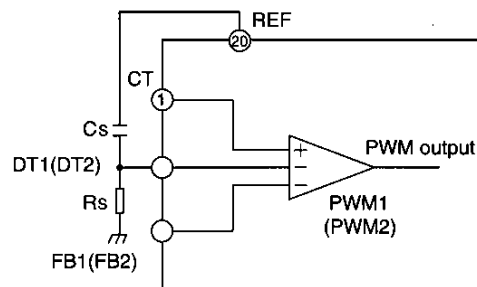 REF
20
CT
1
Cs
DT1(DT2)
PWM output
Rs
PWM1
(PWM2)
FB1(FB2)